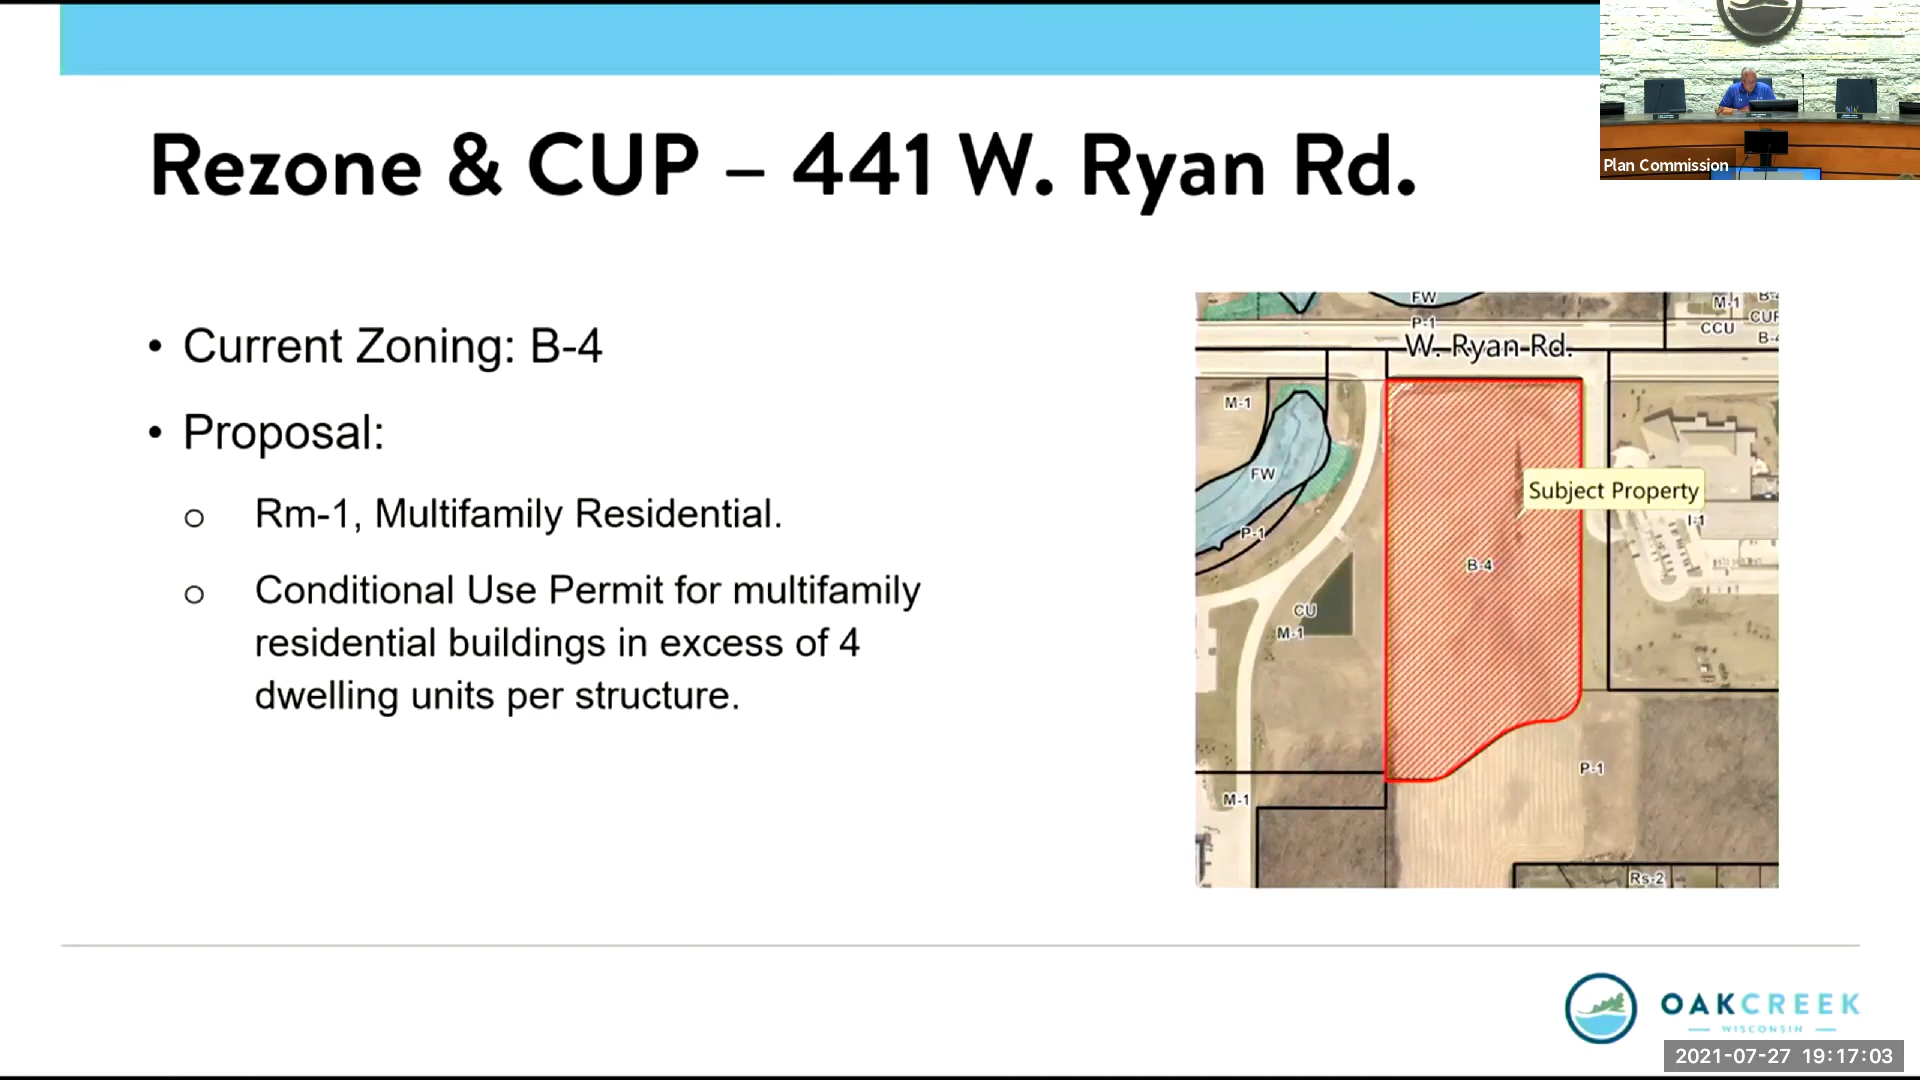 Rezone & CUP – 441 W. Ryan Rd.
Plan Commission
• Current Zoning: B-4
• Proposal:
o Rm-1, Multifamily Residential.
o Conditional Use Permit for multifamily
residential buildings in excess of 4
dwelling units per structure.
FW
P-1
W. Ryan Rd.
M-1
B-4
CCU
CUP
B-4
M-1
FW
P-1
Subject Property
I-1
B-4
CU
M-1
P-1
M-1
Rs-2
OAKCREEK
WISCONSIN
2021-07-27 19:17:03